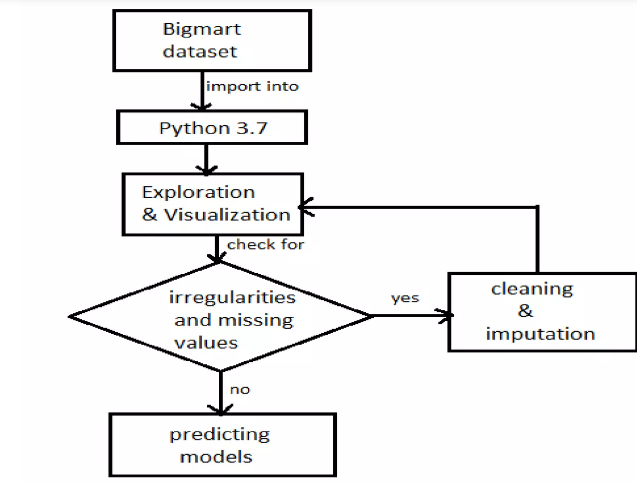 Bigmart
dataset
import into
Python 3.7
Exploration
& Visualization
check for
irregularities
and missing
values
yes
cleaning
&
imputation
no
predicting
models